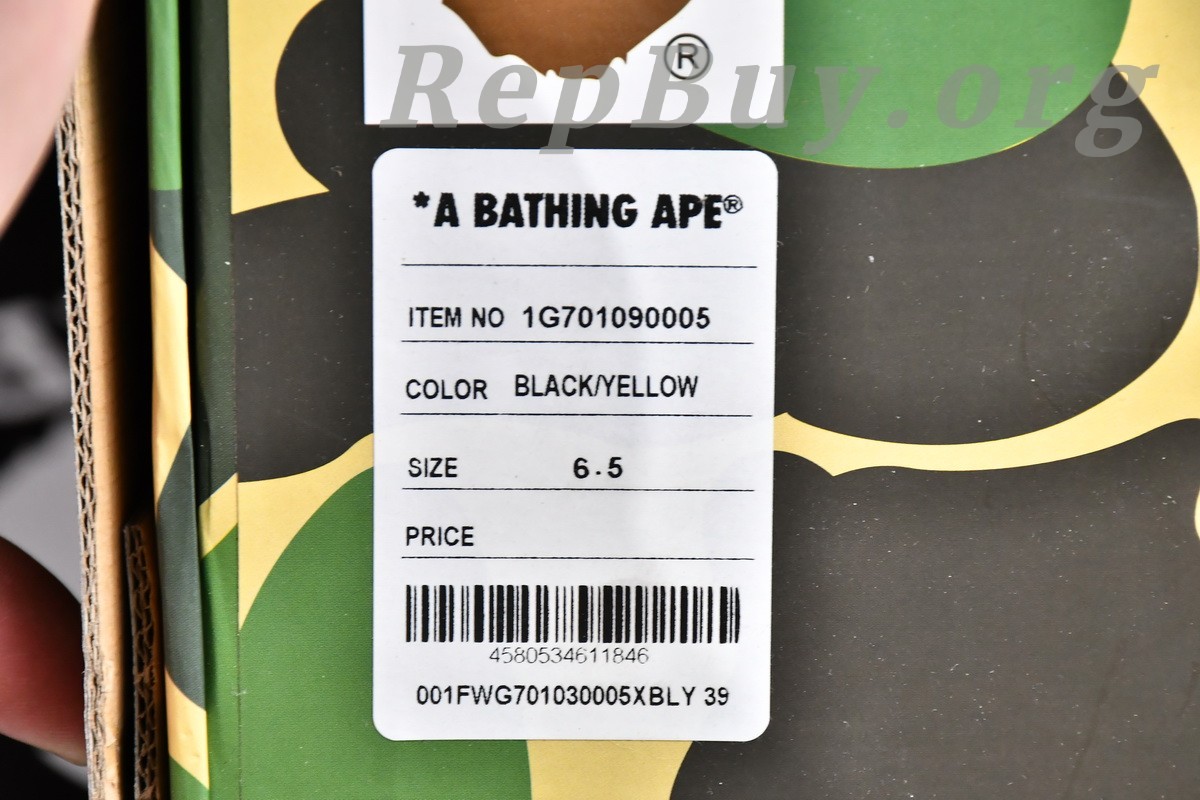 ®
RepBuy.org
*A BATHING APE®
ITEM NO 1G701090005
COLOR BLACK/YELLOW
SIZE 6.5
PRICE
4580534611846
001FWG701030005XBLY 39